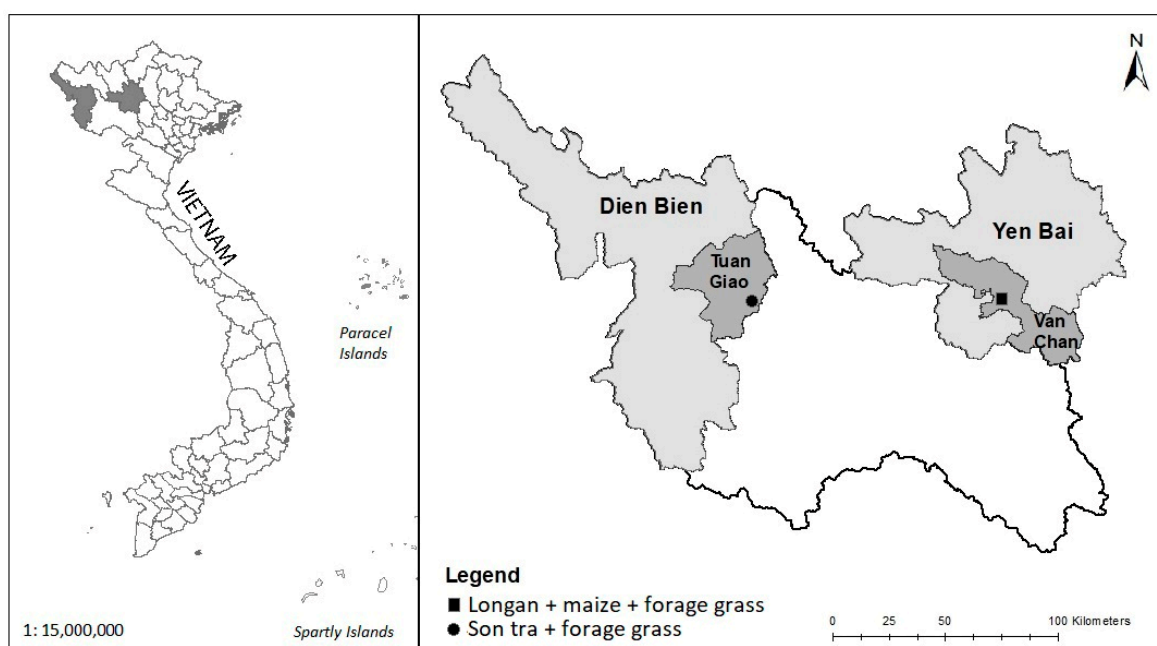 VIETNAM
Paracel
Islands
1: 15,000,000
Spartly Islands
N
Dien Bien
Tuan
Giao
Yen Bai
Van
Chan
Legend
Longan + maize + forage grass
Son tra + forage grass
0 25 50 100 Kilometers